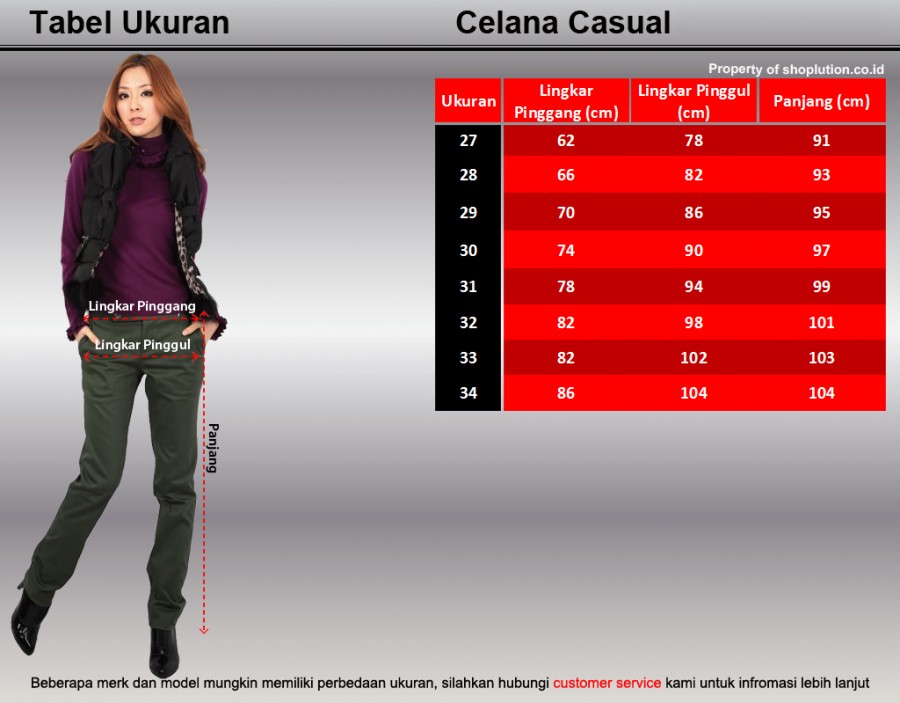 Tabel Ukuran
Celana Casual
Property of shoplution.co.id
Ukuran Lingkar Pinggang (cm) Lingkar Pinggul (cm) Panjang (cm)
27 62 78 91
28 66 82 93
29 70 86 95
30 74 90 97
31 78 94 99
32 82 98 101
33 82 102 103
34 86 104 104
Lingkar Pinggang
Lingkar Pinggul
Panjang
Beberapa merk dan model mungkin memiliki perbedaan ukuran, silahkan hubungi customer service kami untuk infromasi lebih lanjut